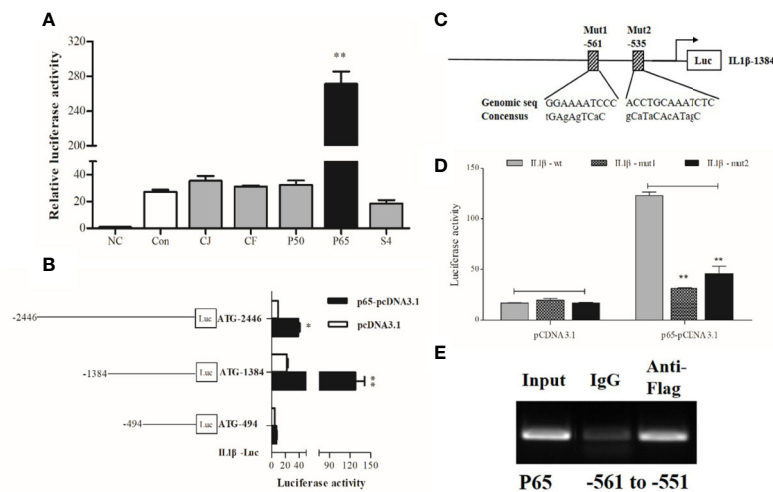 A
Relative luciferase activity
320
280
240
200
160
60
40
20
0
**
NC Con CJ CF P50 P65 S4
B
-2446 Luc ATG-2446
-1384 Luc ATG-1384
-494 Luc ATG-494
IL1β -Luc
p65-pcDNA3.1
pcDNA3.1
*
**
0 20 40 90 120 150
Luciferase activity
C
Mut1 Mut2
-561 -535
Luc IL1β-1384
Genomic seq GGAAAATCCC ACCTGCAAATCTC
Concensus tGAgAgTCaC gCaTaCAcATațC
D
IL1β - wt IL1β - mut1 IL1β - mut2
Luciferase activity
150
100
50
0
** **
pCDNA3.1 p65-pCDNA3.1
E
Input IgG Anti-
Flag
P65 -561 to -551